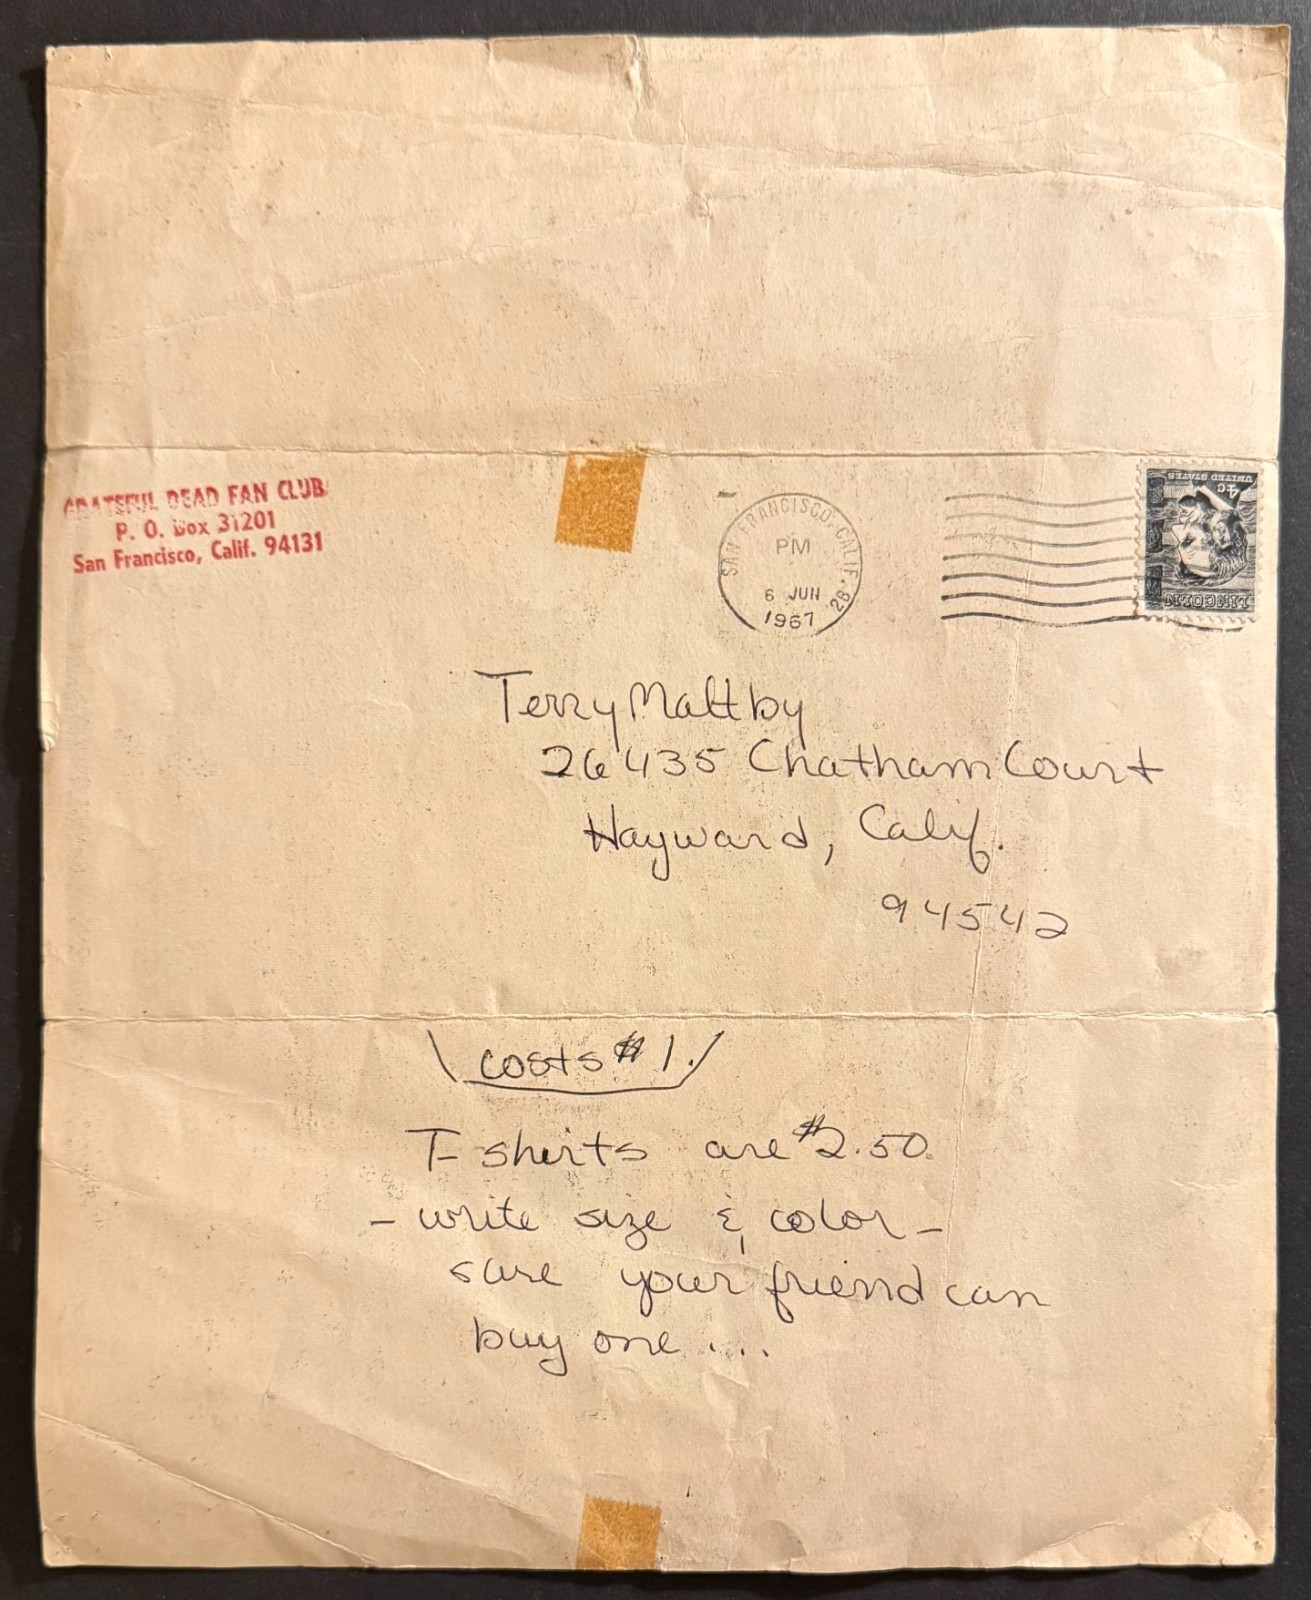 GRATEFUL DEAD FAN CLUB
P. O. Box 31201
San Francisco, Calif. 94131
SAN FRANCISCO, CALIF. 28
PM
6 JUN
1967
4c
UNITED STATES
LINCOLN
Terry Maltby
26435 Chatham Court
Hayward, Calif.
94542
costs $1.
T-shirts are $2.50.
- write size & color -
sure your friend can
buy one ....